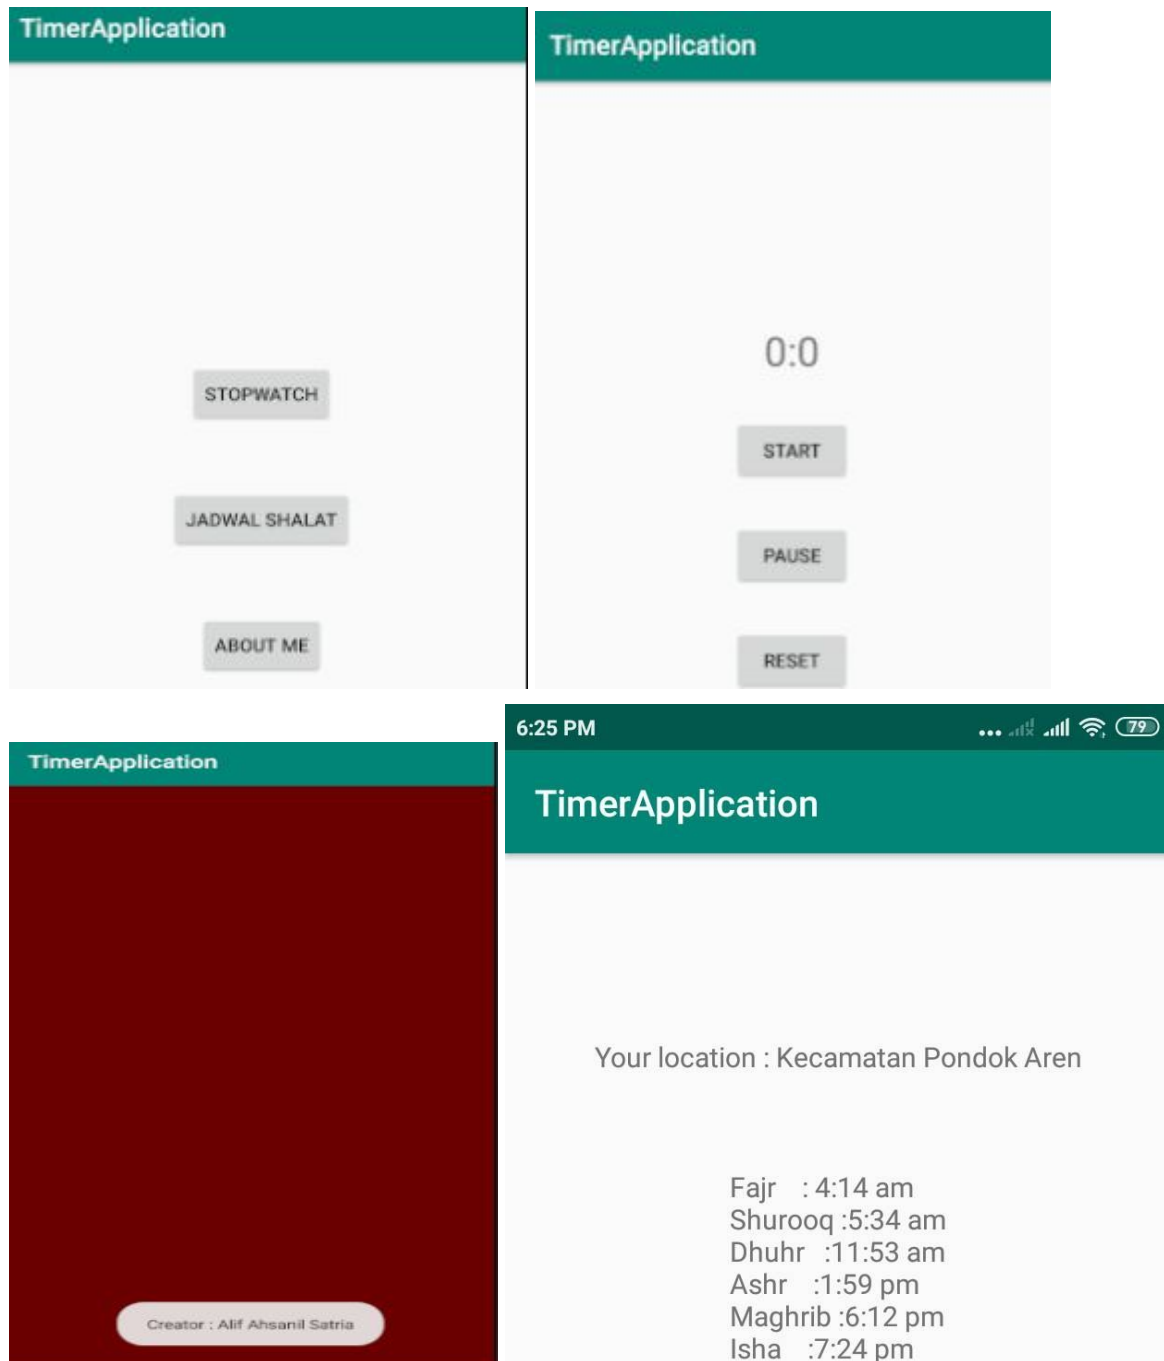 TimerApplication
STOPWATCH
JADWAL SHALAT
ABOUT ME
TimerApplication
0:0
START
PAUSE
RESET
TimerApplication
Creator : Alif Ahsanil Satria
6:25 PM
79
TimerApplication
Your location : Kecamatan Pondok Aren
Fajr : 4:14 am
Shurooq :5:34 am
Dhuhr :11:53 am
Ashr :1:59 pm
Maghrib :6:12 pm
Isha :7:24 pm